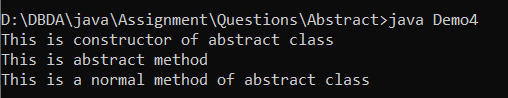 D:\DBDA\java\Assignment\Questions\Abstract>java Demo4
This is constructor of abstract class
This is abstract method
This is a normal method of abstract class